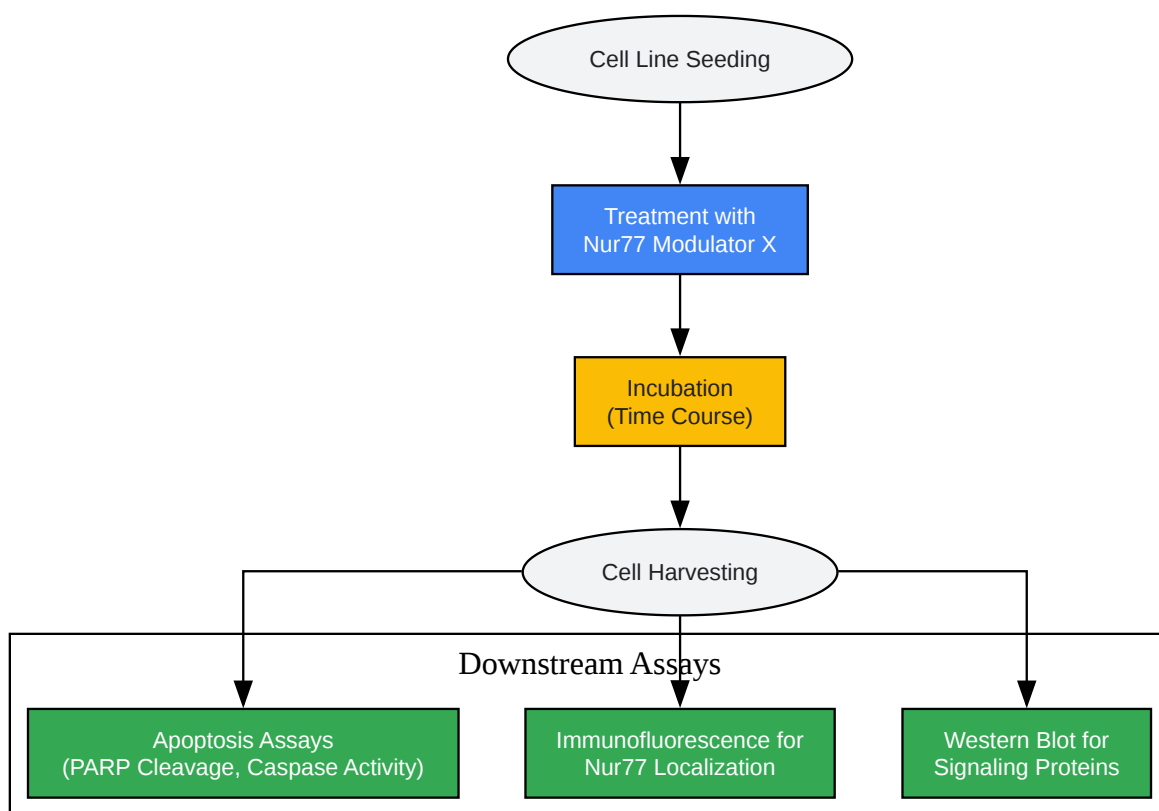 Cell Line Seeding
Treatment with
Nur77 Modulator X
Incubation
(Time Course)
Cell Harvesting
Downstream Assays
Apoptosis Assays
(PARP Cleavage, Caspase Activity)
Immunofluorescence for
Nur77 Localization
Western Blot for
Signaling Proteins